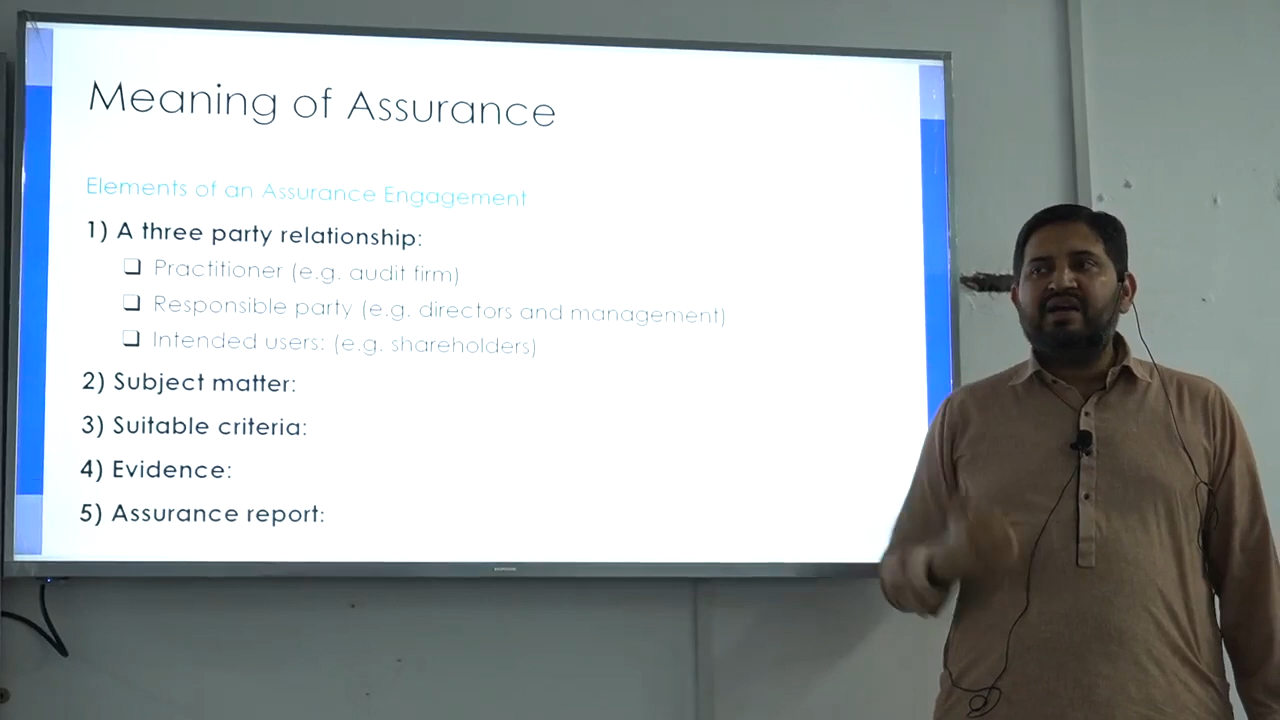 Meaning of Assurance
Elements of an Assurance Engagement
1) A three party relationship:
❑ Practitioner (e.g. audit firm)
❑ Responsible party (e.g. directors and management)
❑ Intended users: (e.g. shareholders)
2) Subject matter:
3) Suitable criteria:
4) Evidence:
5) Assurance report: